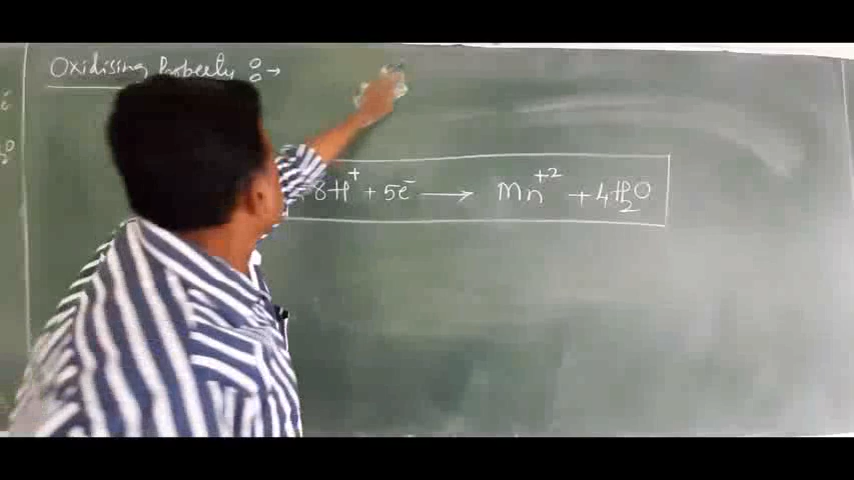 Oxidising Property : →
8H⁺ + 5e⁻ ⟶ Mn⁺² + 4H₂O